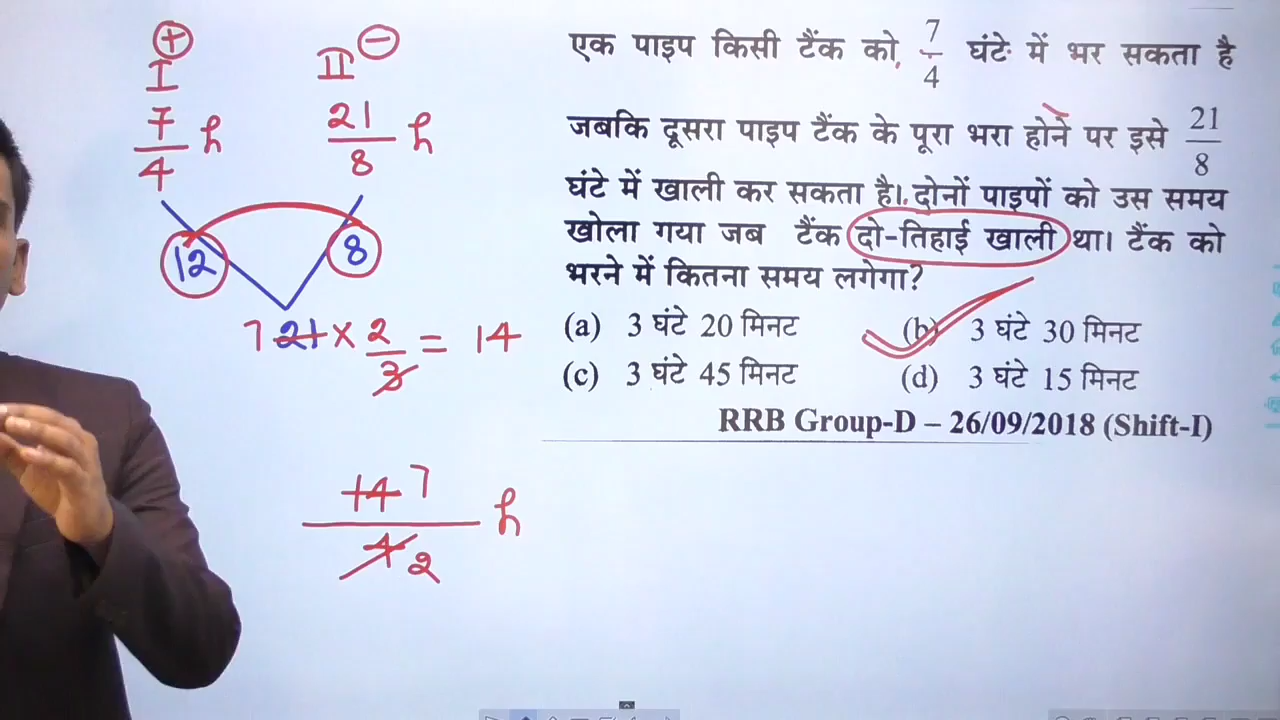 एक पाइप किसी टैंक को 7/4 घंटे में भर सकता है
जबकि दूसरा पाइप टैंक के पूरा भरा होने पर इसे 21/8
घंटे में खाली कर सकता है। दोनों पाइपों को उस समय
खोला गया जब टैंक दो-तिहाई खाली था। टैंक को
भरने में कितना समय लगेगा?
(a) 3 घंटे 20 मिनट (b) 3 घंटे 30 मिनट
(c) 3 घंटे 45 मिनट (d) 3 घंटे 15 मिनट
RRB Group-D – 26/09/2018 (Shift-I)
+ −
I II
7/4 h 21/8 h
12 8
7 21 × 2/3 = 14
14 7
4 2 h